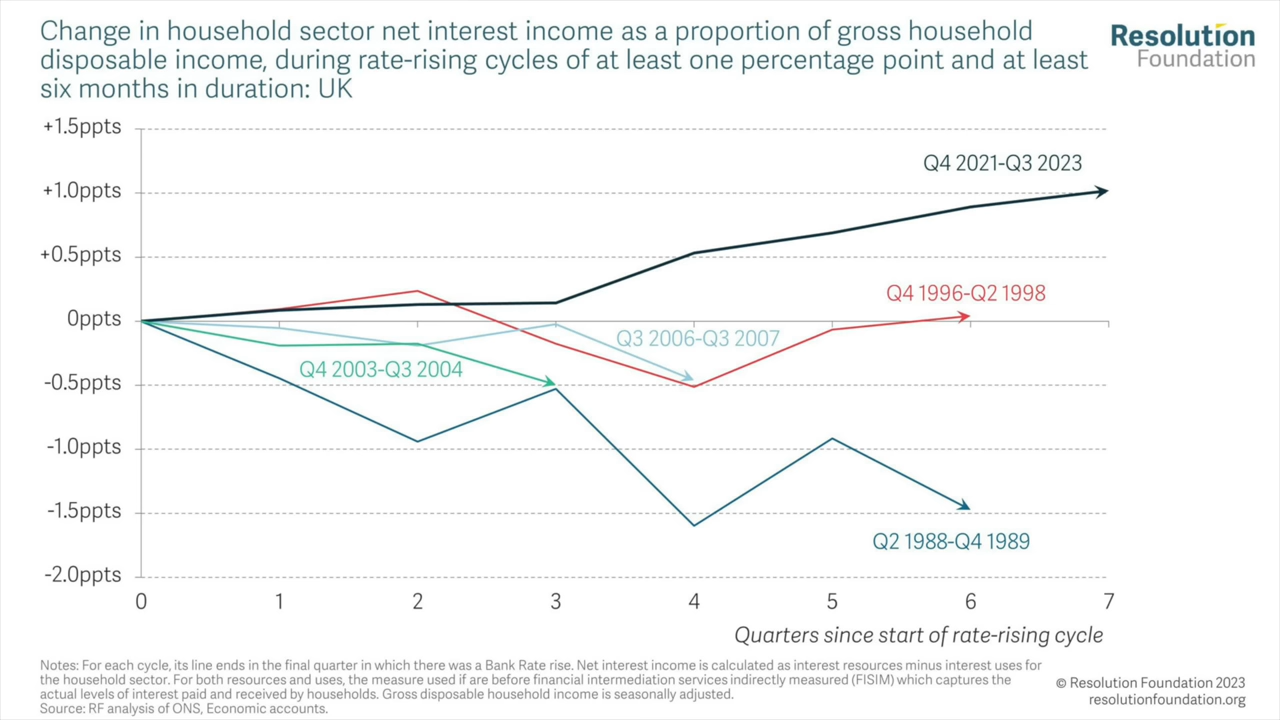 Change in household sector net interest income as a proportion of gross household
disposable income, during rate-rising cycles of at least one percentage point and at least
six months in duration: UK
Resolution
Foundation
+1.5ppts
+1.0ppts
+0.5ppts
0ppts
-0.5ppts
-1.0ppts
-1.5ppts
-2.0ppts
Q4 2021-Q3 2023
Q4 1996-Q2 1998
Q3 2006-Q3 2007
Q4 2003-Q3 2004
Q2 1988-Q4 1989
0 1 2 3 4 5 6 7
Quarters since start of rate-rising cycle
Notes: For each cycle, its line ends in the final quarter in which there was a Bank Rate rise. Net interest income is calculated as interest resources minus interest uses for
the household sector. For both resources and uses, the measure used if are before financial intermediation services indirectly measured (FISIM) which captures the
actual levels of interest paid and received by households. Gross disposable household income is seasonally adjusted.
Source: RF analysis of ONS, Economic accounts.
© Resolution Foundation 2023
resolutionfoundation.org